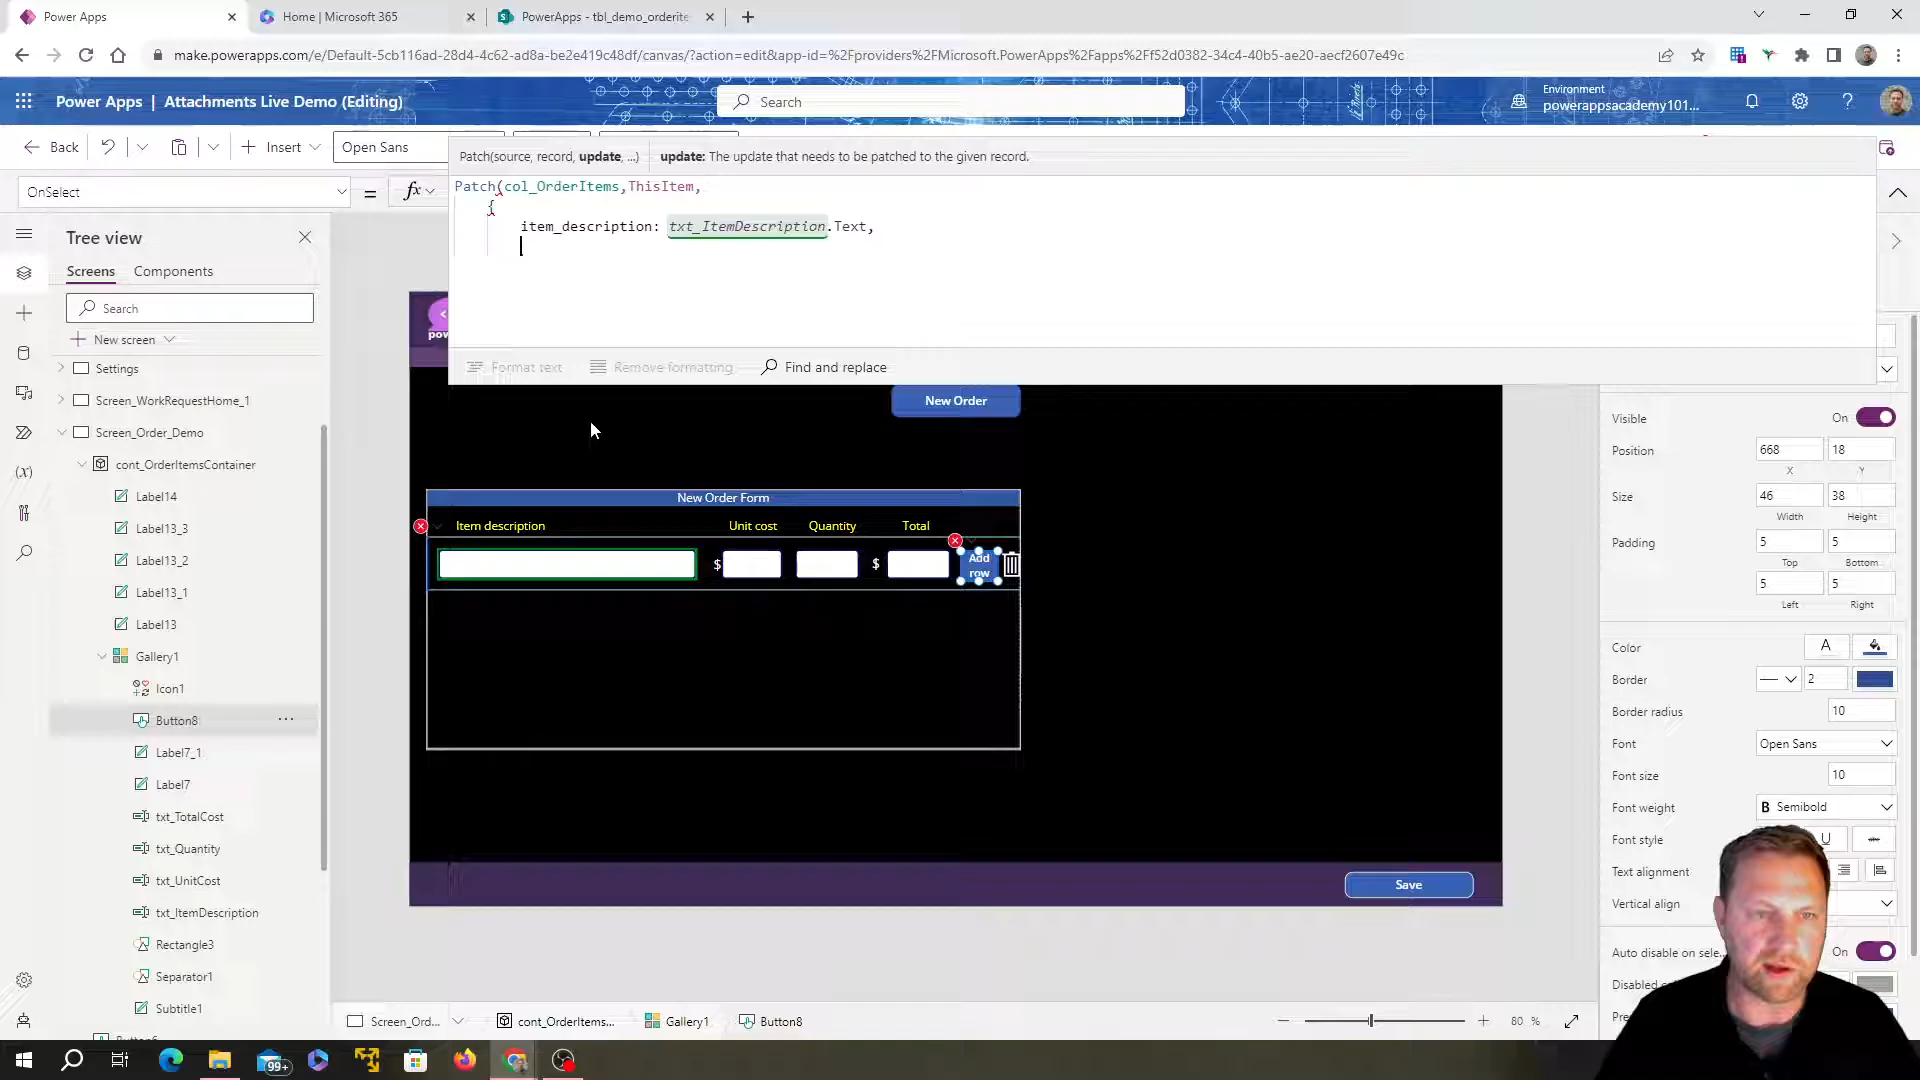 Power Apps
Home | Microsoft 365
PowerApps - tbl_demo_orderite
make.powerapps.com/e/Default-5cb116ad-28d4-4c62-ad8a-be2e419c48df/canvas/?action=edit&app-id=%2Fproviders%2FMicrosoft.PowerApps%2Fapps%2Ff52d0382-34c4-40b5-ae20-aecf2607e49c
Power Apps | Attachments Live Demo (Editing)
Search
Environment
powerappsacademy101...
Back
Insert
Open Sans
Patch(source, record, update, ...)
update: The update that needs to be patched to the given record.
OnSelect
=
fx
Patch(col_OrderItems,ThisItem,
{
item_description: txt_ItemDescription.Text,
Format text
Remove formatting
Find and replace
Tree view
Screens
Components
Search
New screen
Settings
Screen_WorkRequestHome_1
Screen_Order_Demo
cont_OrderItemsContainer
Label14
Label13_3
Label13_2
Label13_1
Label13
Gallery1
Icon1
Button8
Label7_1
Label7
txt_TotalCost
txt_Quantity
txt_UnitCost
txt_ItemDescription
Rectangle3
Separator1
Subtitle1
pow
New Order
New Order Form
Item description
Unit cost
Quantity
Total
$
$
Add
row
Save
Visible
On
Position
668
18
X
Y
Size
46
38
Width
Height
Padding
5
5
Top
Bottom
5
5
Left
Right
Color
A
Border
2
Border radius
10
Font
Open Sans
Font size
10
Font weight
B Semibold
Font style
U
Text alignment
Vertical align
Auto disable on sele...
On
Disabled
Screen_Ord...
cont_OrderItems...
Gallery1
Button8
80 %
99+